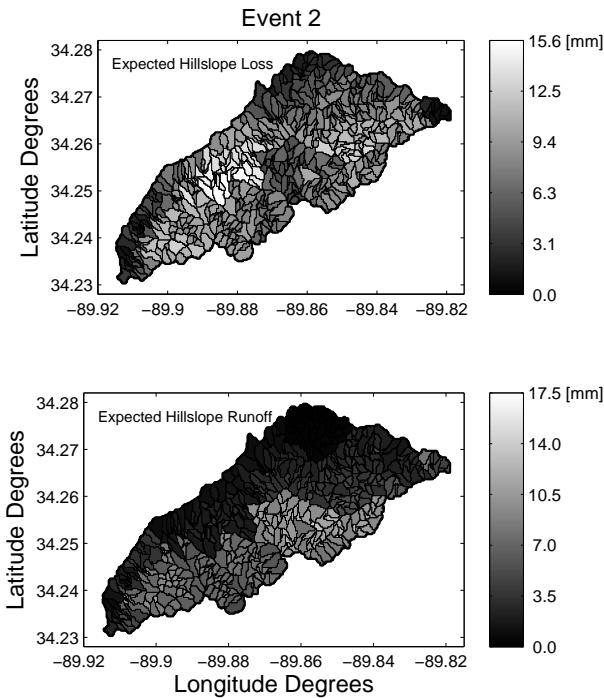 Event 2
Expected Hillslope Loss
Latitude Degrees
34.28
34.27
34.26
34.25
34.24
34.23
−89.92 −89.9 −89.88 −89.86 −89.84 −89.82
15.6 [mm]
12.5
9.4
6.3
3.1
0.0
Expected Hillslope Runoff
Latitude Degrees
34.28
34.27
34.26
34.25
34.24
34.23
−89.92 −89.9 −89.88 −89.86 −89.84 −89.82
Longitude Degrees
17.5 [mm]
14.0
10.5
7.0
3.5
0.0